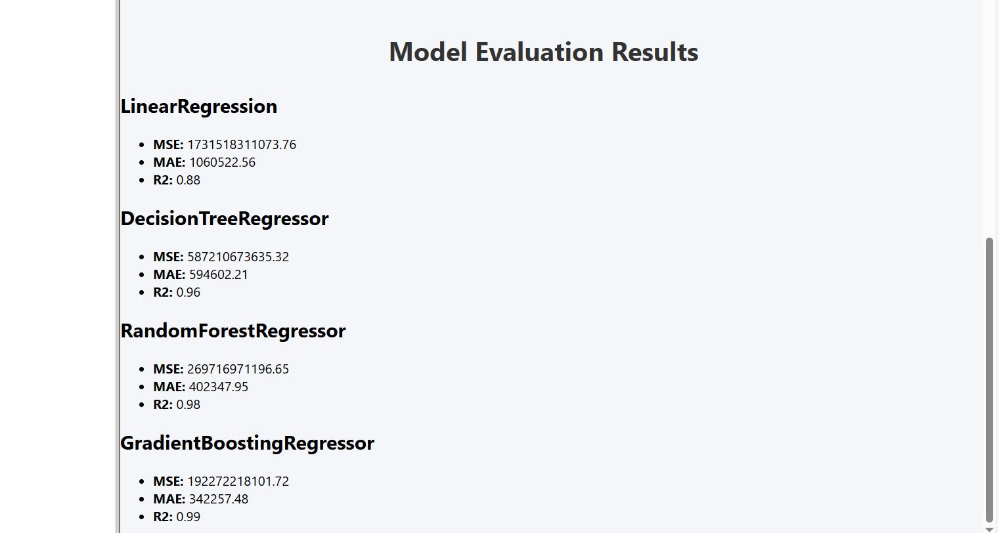 Model Evaluation Results
LinearRegression
MSE: 1731518311073.76
MAE: 1060522.56
R2: 0.88
DecisionTreeRegressor
MSE: 587210673635.32
MAE: 594602.21
R2: 0.96
RandomForestRegressor
MSE: 269716971196.65
MAE: 402347.95
R2: 0.98
GradientBoostingRegressor
MSE: 192272218101.72
MAE: 342257.48
R2: 0.99